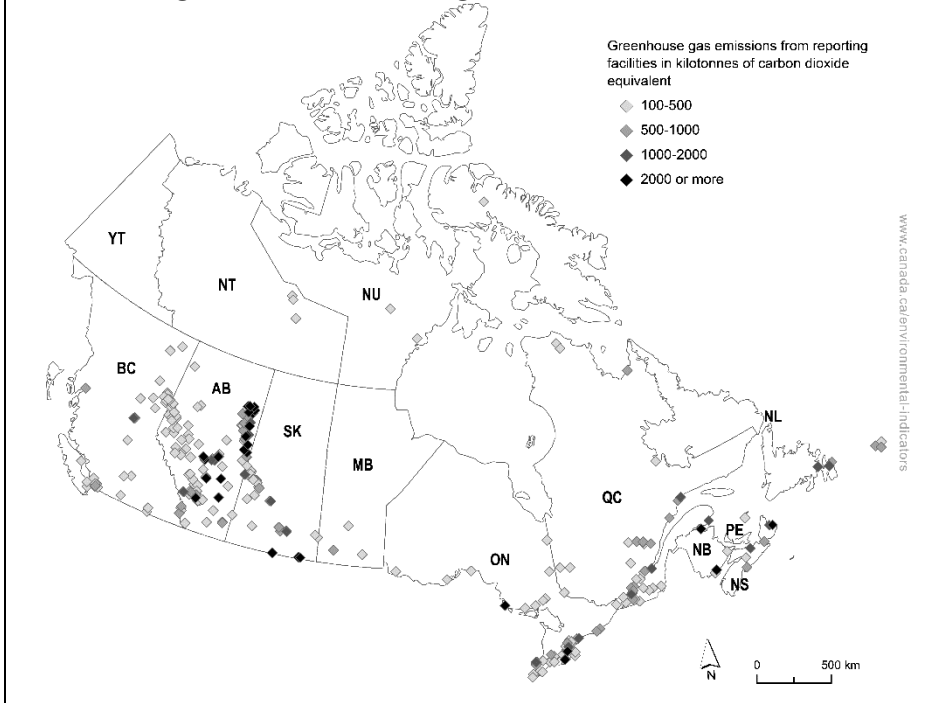 Greenhouse gas emissions from reporting
facilities in kilotonnes of carbon dioxide
equivalent
100-500
500-1000
1000-2000
2000 or more
www.canada.ca/environmental-indicators
YT
NT
NU
BC
AB
SK
MB
NL
QC
ON
PE
NB
NS
N
0 500 km